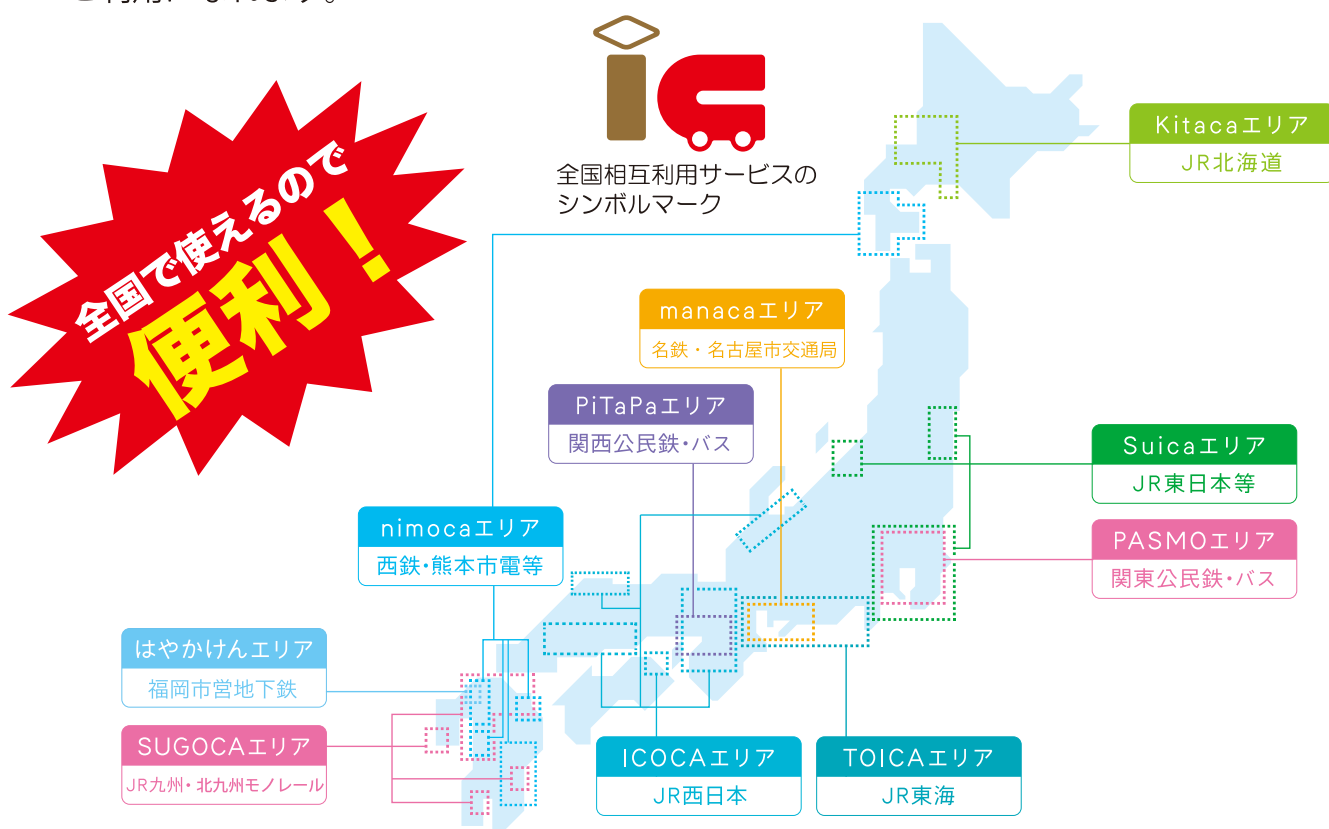 ご利用になれます。
ic
全国相互利用サービスの
シンボルマーク
全国で使えるので
便利！
Kitacaエリア
JR北海道
manacaエリア
名鉄・名古屋市交通局
PiTaPaエリア
関西公民鉄・バス
Suicaエリア
JR東日本等
nimocaエリア
西鉄・熊本市電等
PASMOエリア
関東公民鉄・バス
はやかけんエリア
福岡市営地下鉄
SUGOCAエリア
JR九州・北九州モノレール
ICOCAエリア
JR西日本
TOICAエリア
JR東海